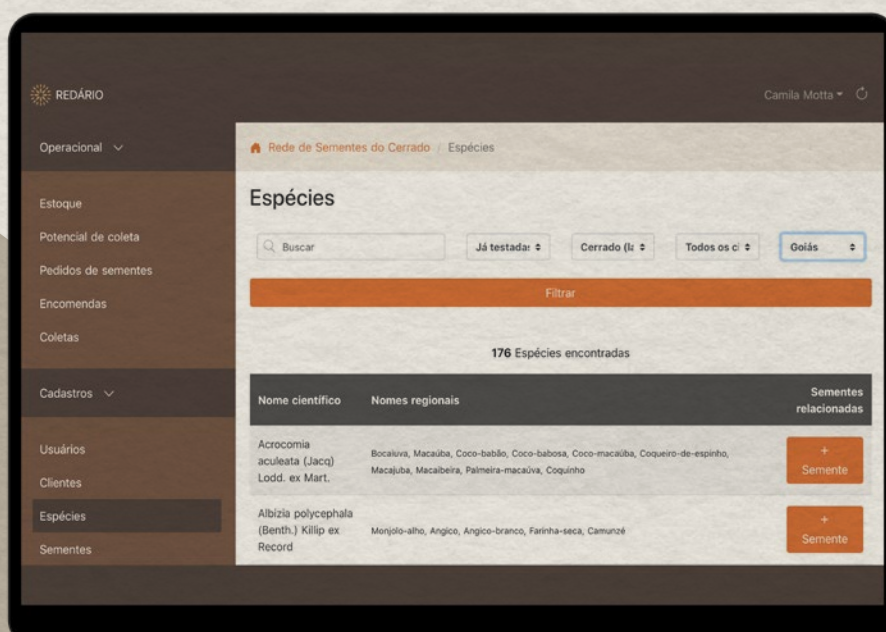 REDÁRIO
Camila Motta
Operacional
Estoque
Potencial de coleta
Pedidos de sementes
Encomendas
Coletas
Cadastros
Usuários
Clientes
Espécies
Sementes
Rede de Sementes do Cerrado / Espécies
Espécies
Buscar
Já testada:
Cerrado (la
Todos os ci
Goiás
Filtrar
176 Espécies encontradas
Nome científico
Nomes regionais
Sementes
relacionadas
Acrocomia
aculeata (Jacq)
Lodd. ex Mart.
Bocaiuva, Macaúba, Coco-babão, Coco-babosa, Coco-macaúba, Coqueiro-de-espinho,
Macajuba, Macaibeira, Palmeira-macaúva, Coquinho
+
Semente
Albizia polycephala
(Benth.) Killip ex
Record
Monjolo-alho, Angico, Angico-branco, Farinha-seca, Camunzé
+
Semente